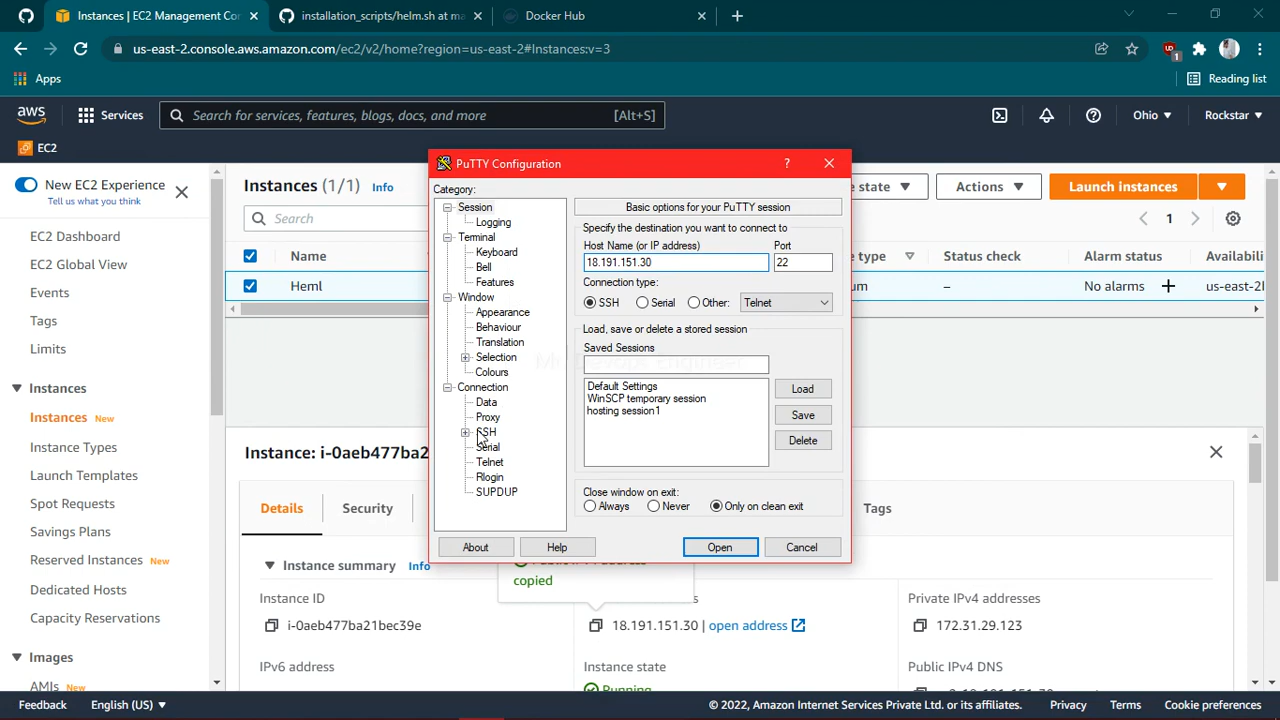 Instances | EC2 Management Con
installation_scripts/helm.sh at ma
Docker Hub
us-east-2.console.aws.amazon.com/ec2/v2/home?region=us-east-2#Instances:v=3
1
Apps
Reading list
aws
Services
Search for services, features, blogs, docs, and more
[Alt+S]
Ohio
Rockstar
EC2
New EC2 Experience
Tell us what you think
EC2 Dashboard
EC2 Global View
Events
Tags
Limits
Instances
Instances New
Instance Types
Launch Templates
Spot Requests
Savings Plans
Reserved Instances New
Dedicated Hosts
Capacity Reservations
Images
AMIs New
Instances (1/1) Info
e state
Actions
Launch instances
Search
1
Name
e type
Status check
Alarm status
Availabili
Heml
um
–
No alarms
us-east-2b
PuTTY Configuration
?
Category:
Session
Logging
Terminal
Keyboard
Bell
Features
Window
Appearance
Behaviour
Translation
Selection
Colours
Connection
Data
Proxy
SSH
Serial
Telnet
Rlogin
SUPDUP
Basic options for your PuTTY session
Specify the destination you want to connect to
Host Name (or IP address)
Port
18.191.151.30
22
Connection type:
SSH
Serial
Other:
Telnet
Load, save or delete a stored session
Saved Sessions
Default Settings
WinSCP temporary session
hosting session1
Load
Save
Delete
Close window on exit:
Always
Never
Only on clean exit
About
Help
Open
Cancel
Instance: i-0aeb477ba2
Details
Security
Tags
Instance summary Info
copied
Instance ID
Private IPv4 addresses
i-0aeb477ba21bec39e
18.191.151.30 | open address
172.31.29.123
IPv6 address
Instance state
Public IPv4 DNS
Running
Feedback
English (US)
© 2022, Amazon Internet Services Private Ltd. or its affiliates.
Privacy
Terms
Cookie preferences